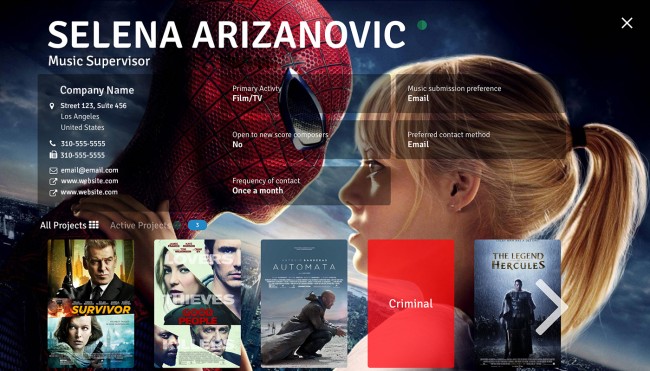 SELENA ARIZANOVIC
Music Supervisor
Company Name
Street 123, Suite 456
Los Angeles
United States
310-555-5555
310-555-5555
email@email.com
www.website.com
www.website.com
Primary Activty
Film/TV
Music submission preference
Email
Open to new score composers
No
Preferred contact method
Email
Frequency of contact
Once a month
All Projects
Active Projects
3
SURVIVOR
LOVERS
THIEVES
GOOD PEOPLE
AUTOMATA
Criminal
THE LEGEND
HERCULES